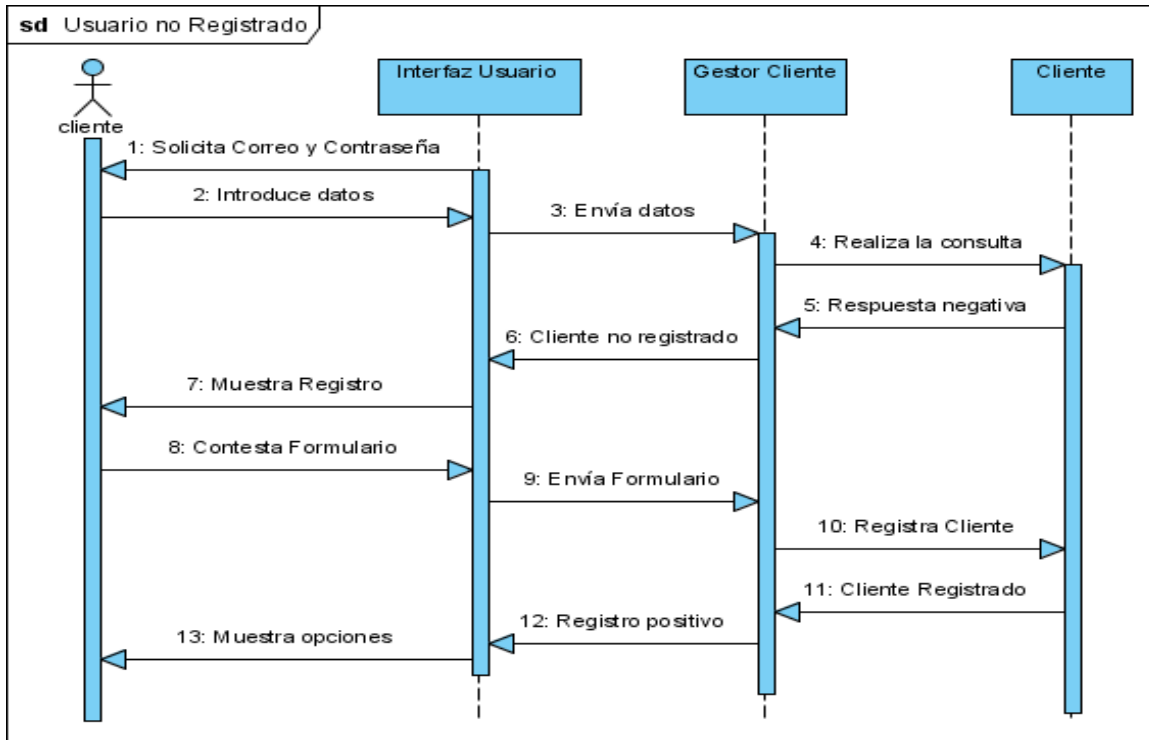 sd Usuario no Registrado
Interfaz Usuario
Gestor Cliente
Cliente
cliente
1: Solicita Correo y Contraseña
2: Introduce datos
3: Envía datos
4: Realiza la consulta
5: Respuesta negativa
6: Cliente no registrado
7: Muestra Registro
8: Contesta Formulario
9: Envía Formulario
10: Registra Cliente
11: Cliente Registrado
12: Registro positivo
13: Muestra opciones